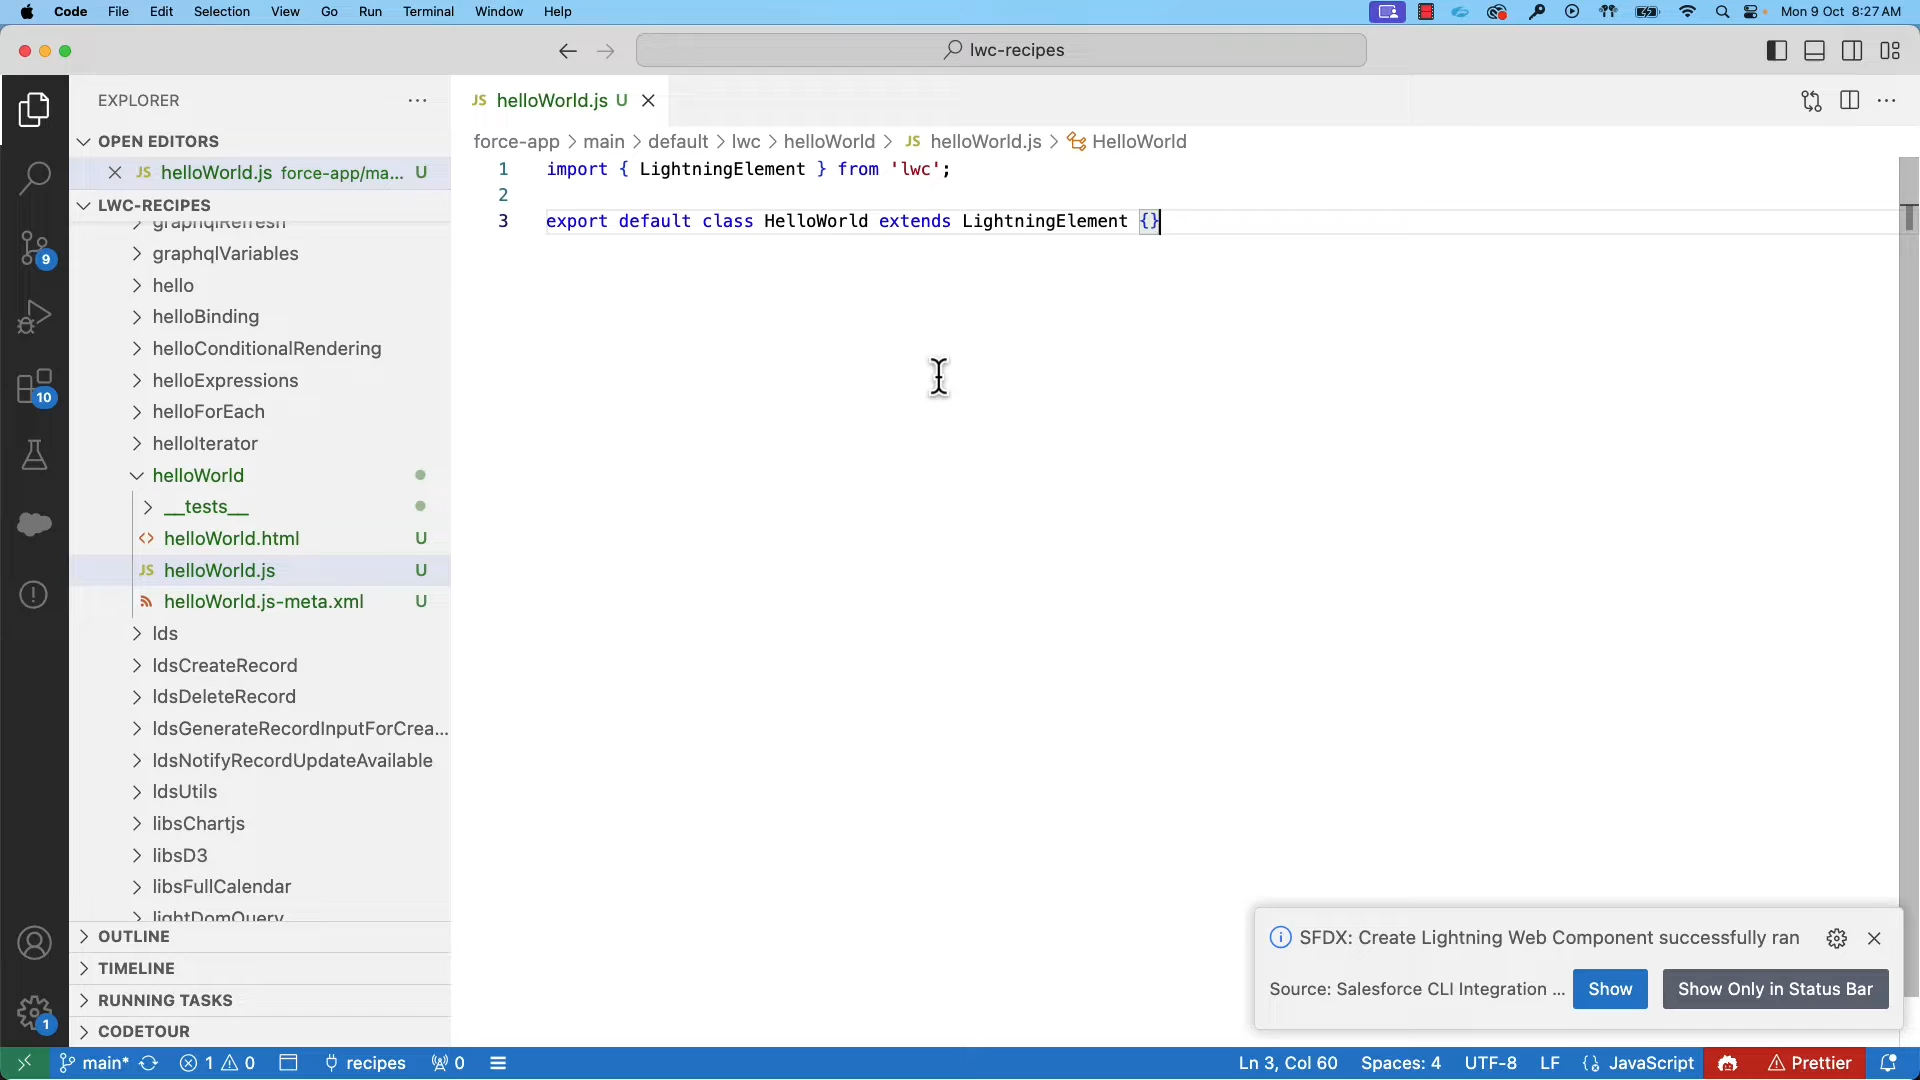 Code File Edit Selection View Go Run Terminal Window Help Mon 9 Oct 8:27 AM
lwc-recipes
EXPLORER
JS helloWorld.js U
OPEN EDITORS
force-app > main > default > lwc > helloWorld > JS helloWorld.js > HelloWorld
JS helloWorld.js force-app/ma... U
1 import { LightningElement } from 'lwc';
2
3 export default class HelloWorld extends LightningElement {}
LWC-RECIPES
graphqlRefresh
graphqlVariables
hello
helloBinding
helloConditionalRendering
helloExpressions
helloForEach
helloIterator
helloWorld
__tests__
helloWorld.html U
JS helloWorld.js U
helloWorld.js-meta.xml U
lds
ldsCreateRecord
ldsDeleteRecord
ldsGenerateRecordInputForCrea...
ldsNotifyRecordUpdateAvailable
ldsUtils
libsChartjs
libsD3
libsFullCalendar
lightDomQuery
OUTLINE
TIMELINE
RUNNING TASKS
CODETOUR
9
10
1
SFDX: Create Lightning Web Component successfully ran
Source: Salesforce CLI Integration ... Show Show Only in Status Bar
main* 1 0 recipes 0 Ln 3, Col 60 Spaces: 4 UTF-8 LF {} JavaScript Prettier